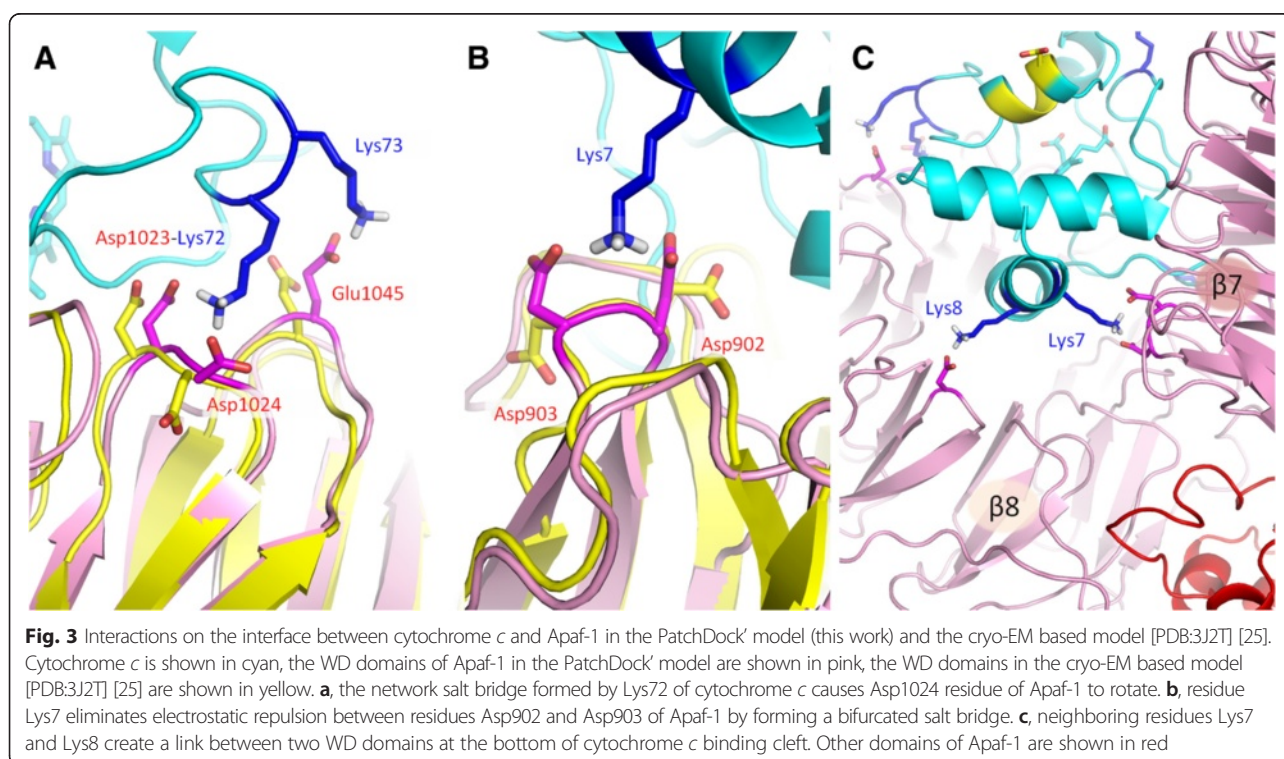 A
B
C
Lys73
Lys7
Asp1023-Lys72
β7
Glu1045
Lys8
Lys7
Asp902
Asp1024
Asp903
β8
Fig. 3 Interactions on the interface between cytochrome c and Apaf-1 in the PatchDock’ model (this work) and the cryo-EM based model [PDB:3J2T] [25].
Cytochrome c is shown in cyan, the WD domains of Apaf-1 in the PatchDock’ model are shown in pink, the WD domains in the cryo-EM based model
[PDB:3J2T] [25] are shown in yellow. a, the network salt bridge formed by Lys72 of cytochrome c causes Asp1024 residue of Apaf-1 to rotate. b, residue
Lys7 eliminates electrostatic repulsion between residues Asp902 and Asp903 of Apaf-1 by forming a bifurcated salt bridge. c, neighboring residues Lys7
and Lys8 create a link between two WD domains at the bottom of cytochrome c binding cleft. Other domains of Apaf-1 are shown in red